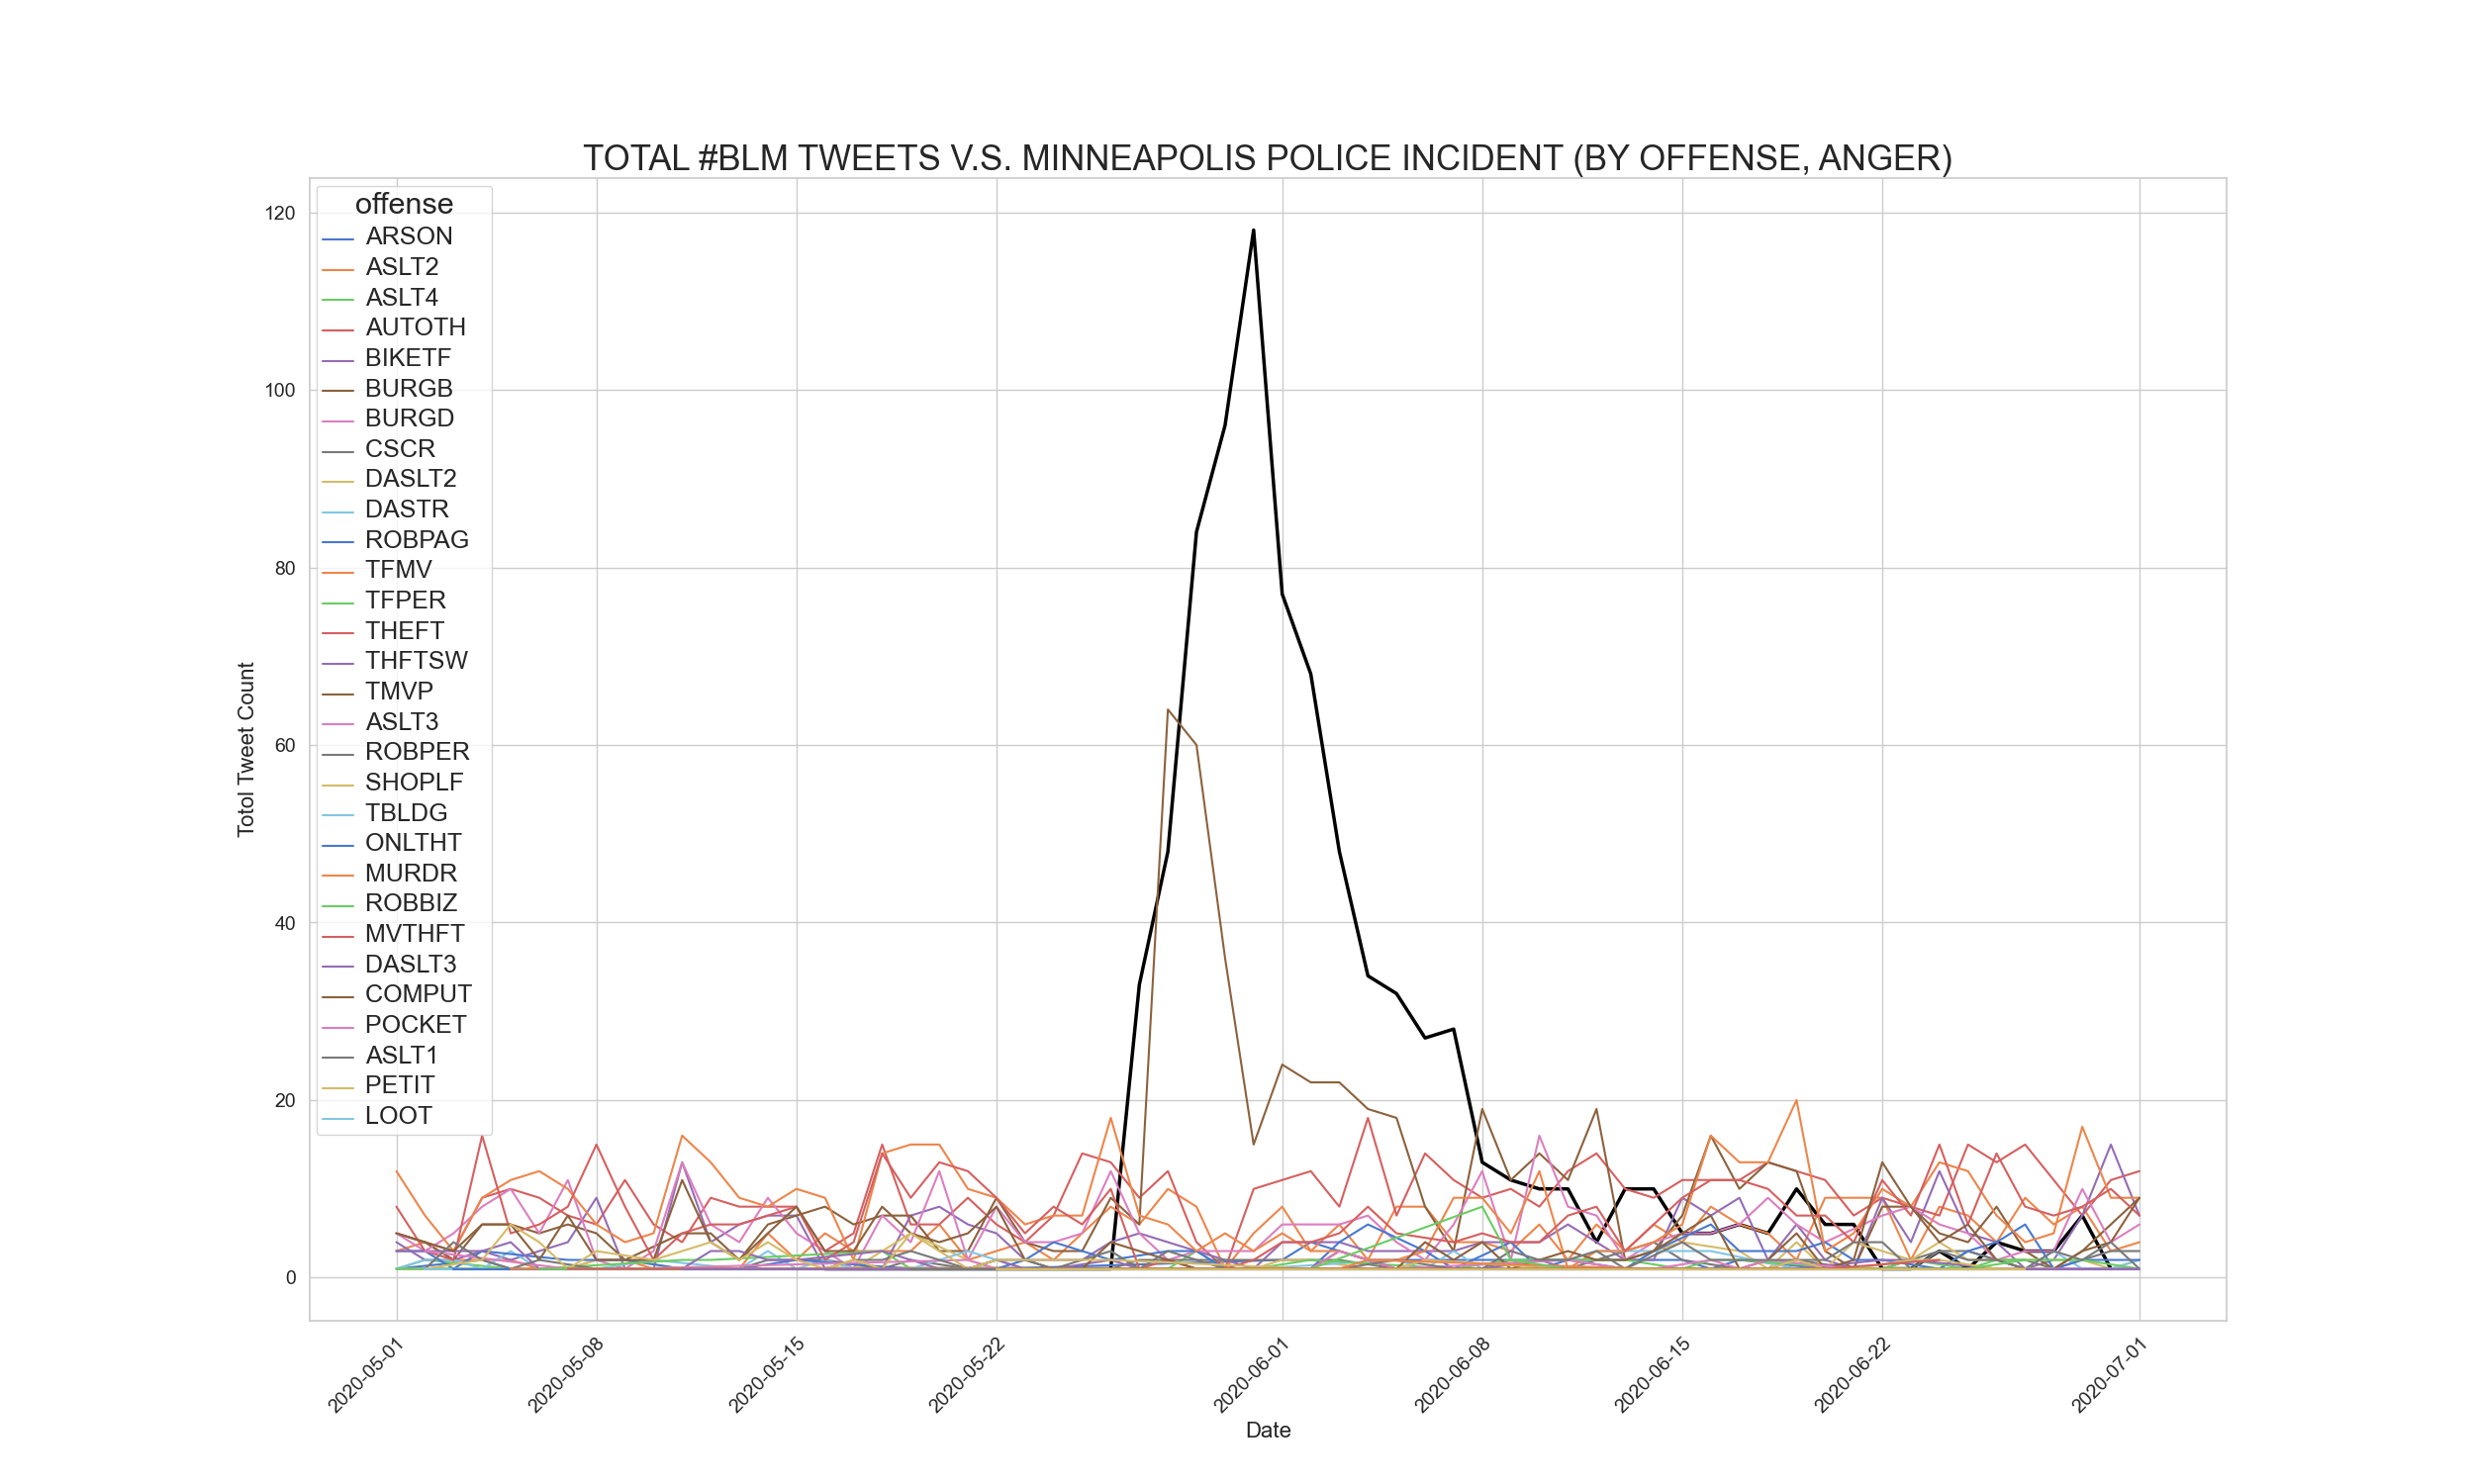 TOTAL #BLM TWEETS V.S. MINNEAPOLIS POLICE INCIDENT (BY OFFENSE, ANGER)
offense
ARSON
ASLT2
ASLT4
AUTOTH
BIKETF
BURGB
BURGD
CSCR
DASLT2
DASTR
ROBPAG
TFMV
TFPER
THEFT
THFTSW
TMVP
ASLT3
ROBPER
SHOPLF
TBLDG
ONLTHT
MURDR
ROBBIZ
MVTHFT
DASLT3
COMPUT
POCKET
ASLT1
PETIT
LOOT
120
100
80
60
40
20
0
Totol Tweet Count
2020-05-01
2020-05-08
2020-05-15
2020-05-22
2020-06-01
2020-06-08
2020-06-15
2020-06-22
2020-07-01
Date